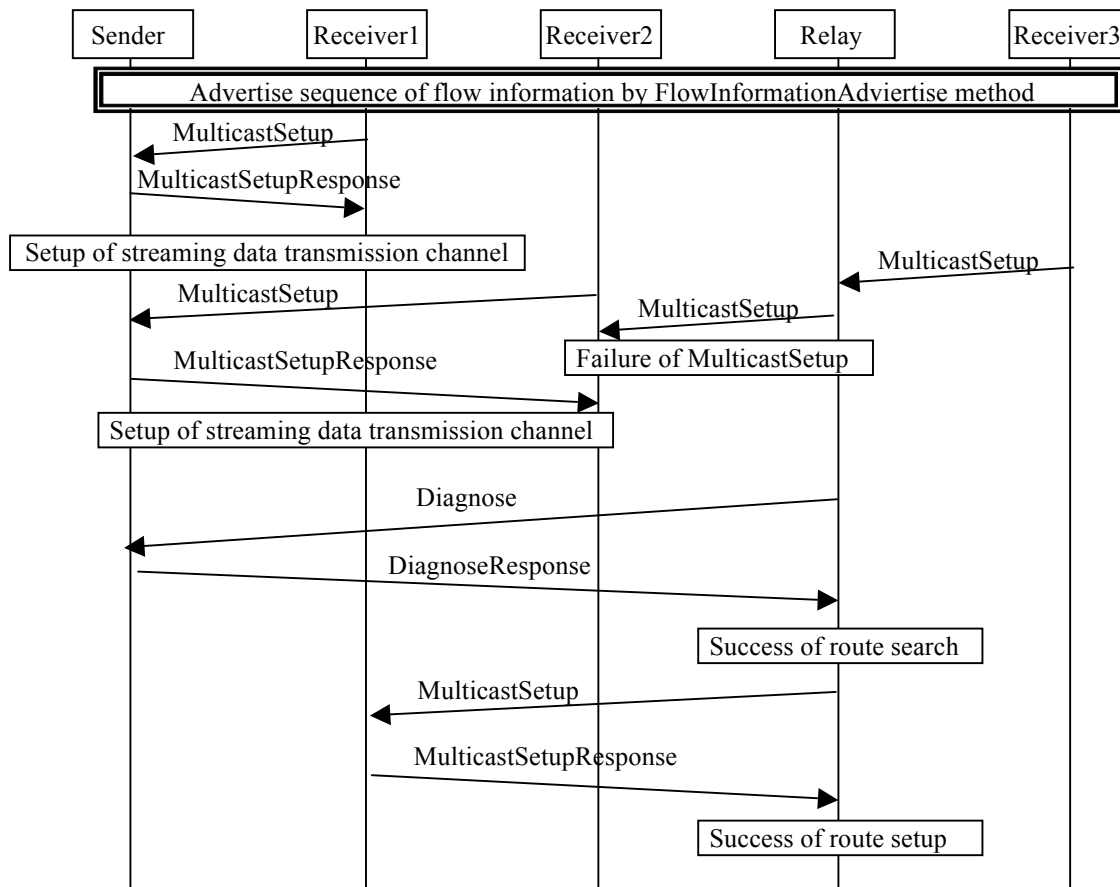 Sender
Receiver1
Receiver2
Relay
Receiver3
Advertise sequence of flow information by FlowInformationAdviertise method
MulticastSetup
MulticastSetupResponse
Setup of streaming data transmission channel
MulticastSetup
MulticastSetup
MulticastSetup
Failure of MulticastSetup
MulticastSetupResponse
Setup of streaming data transmission channel
Diagnose
DiagnoseResponse
Success of route search
MulticastSetup
MulticastSetupResponse
Success of route setup